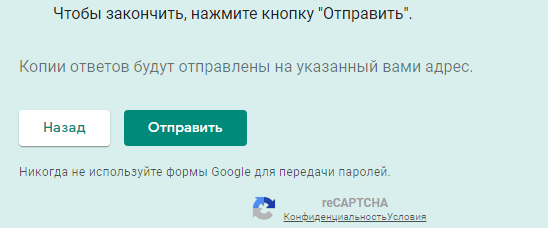 Чтобы закончить, нажмите кнопку "Отправить".
Копии ответов будут отправлены на указанный вами адрес.
Назад Отправить
Никогда не используйте формы Google для передачи паролей.
reCAPTCHA
КонфиденциальностьУсловия